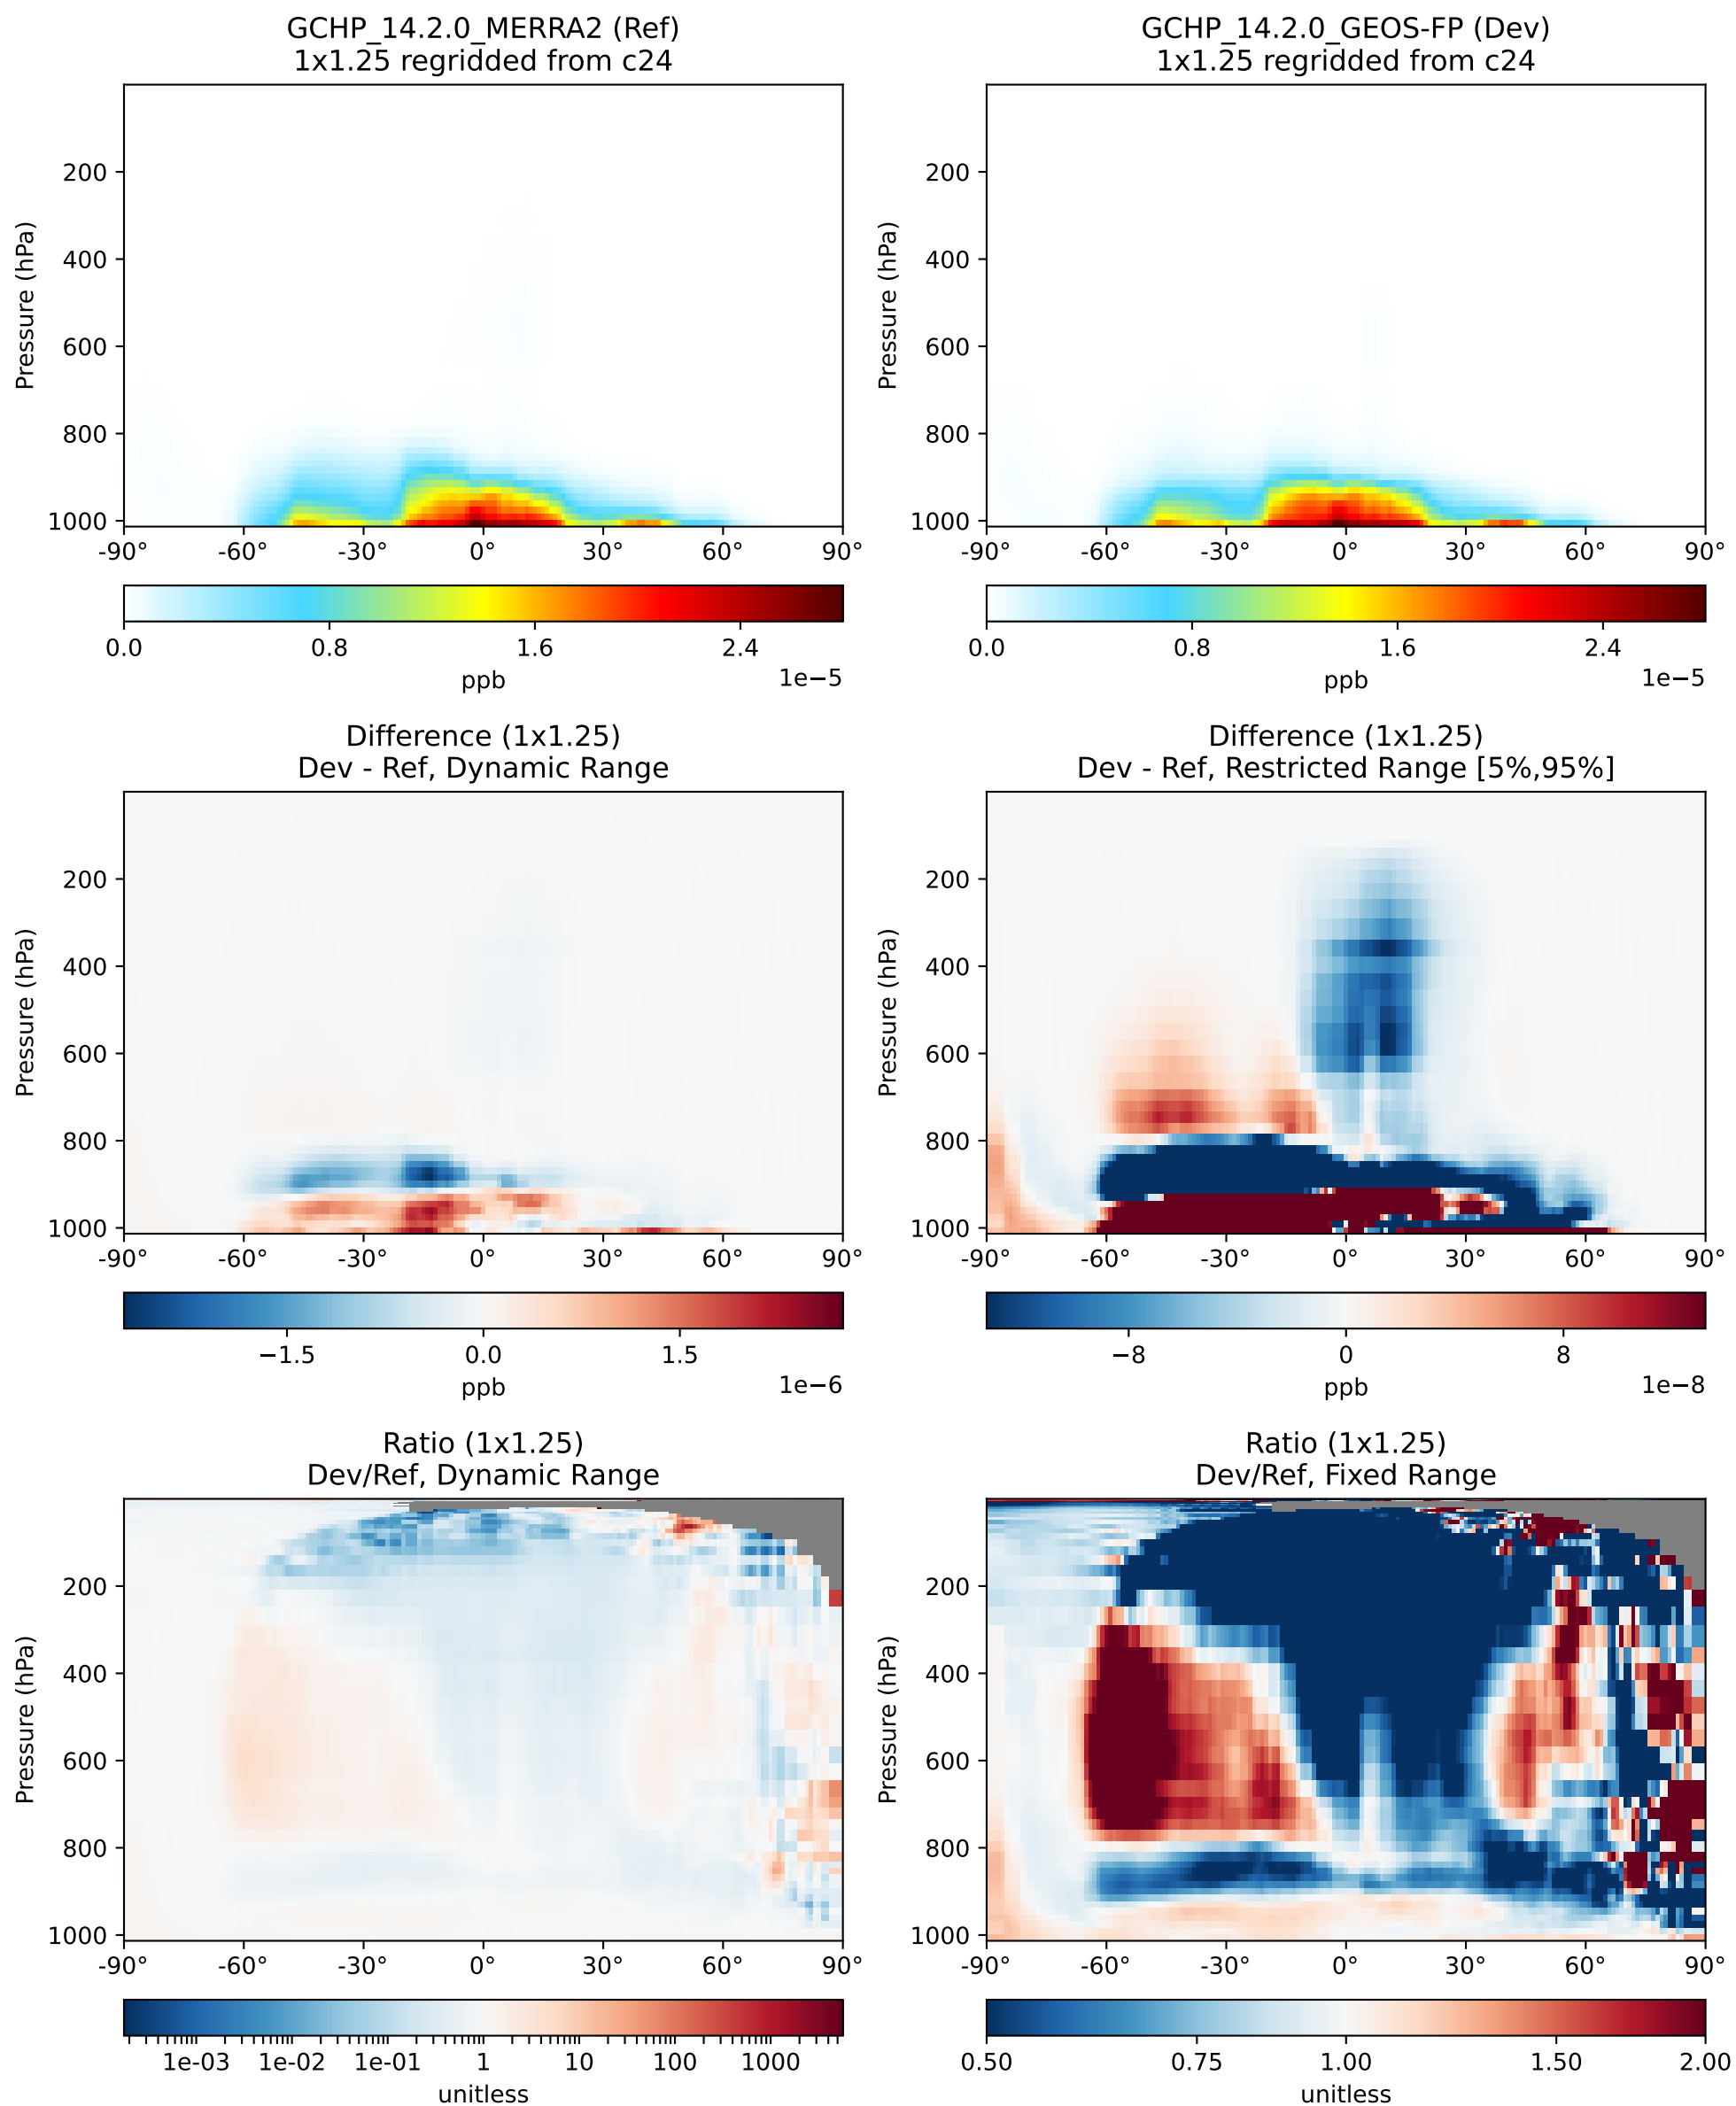 GCHP_14.2.0_MERRA2 (Ref)
1x1.25 regridded from c24
Pressure (hPa)
200
400
600
800
1000
-90° -60° -30° 0° 30° 60° 90°
0.0 0.8 1.6 2.4
1e−5
ppb
GCHP_14.2.0_GEOS-FP (Dev)
1x1.25 regridded from c24
Pressure (hPa)
200
400
600
800
1000
-90° -60° -30° 0° 30° 60° 90°
0.0 0.8 1.6 2.4
1e−5
ppb
Difference (1x1.25)
Dev - Ref, Dynamic Range
Pressure (hPa)
200
400
600
800
1000
-90° -60° -30° 0° 30° 60° 90°
−1.5 0.0 1.5
1e−6
ppb
Difference (1x1.25)
Dev - Ref, Restricted Range [5%,95%]
Pressure (hPa)
200
400
600
800
1000
-90° -60° -30° 0° 30° 60° 90°
−8 0 8
1e−8
ppb
Ratio (1x1.25)
Dev/Ref, Dynamic Range
Pressure (hPa)
200
400
600
800
1000
-90° -60° -30° 0° 30° 60° 90°
1e-03 1e-02 1e-01 1 10 100 1000
unitless
Ratio (1x1.25)
Dev/Ref, Fixed Range
Pressure (hPa)
200
400
600
800
1000
-90° -60° -30° 0° 30° 60° 90°
0.50 0.75 1.00 1.50 2.00
unitless